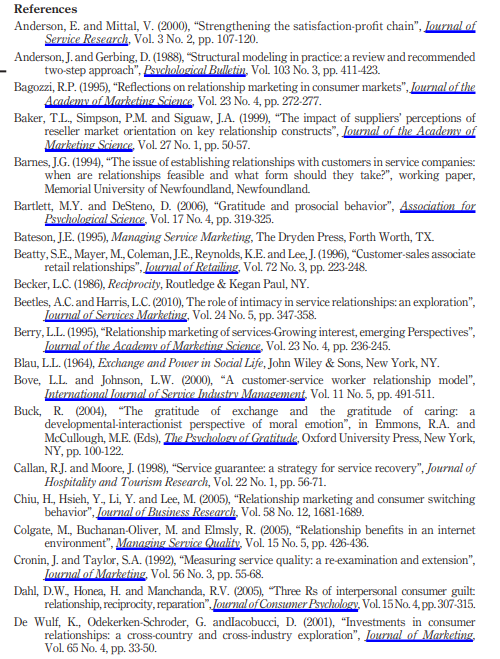 References
Anderson, E. and Mittal, V. (2000), “Strengthening the satisfaction-profit chain”, Journal of
Service Research, Vol. 3 No. 2, pp. 107-120.
Anderson, J. and Gerbing, D. (1988), “Structural modeling in practice: a review and recommended
two-step approach”, Psychological Bulletin, Vol. 103 No. 3, pp. 411-423.
Bagozzi, R.P. (1995), “Reflections on relationship marketing in consumer markets”, Journal of the
Academy of Marketing Science, Vol. 23 No. 4, pp. 272-277.
Baker, T.L., Simpson, P.M. and Siguaw, J.A. (1999), “The impact of suppliers’ perceptions of
reseller market orientation on key relationship constructs”, Journal of the Academy of
Marketing Science, Vol. 27 No. 1, pp. 50-57.
Barnes, J.G. (1994), “The issue of establishing relationships with customers in service companies:
when are relationships feasible and what form should they take?”, working paper,
Memorial University of Newfoundland, Newfoundland.
Bartlett, M.Y. and DeSteno, D. (2006), “Gratitude and prosocial behavior”, Association for
Psychological Science, Vol. 17 No. 4, pp. 319-325.
Bateson, J.E. (1995), Managing Service Marketing, The Dryden Press, Forth Worth, TX.
Beatty, S.E., Mayer, M., Coleman, J.E., Reynolds, K.E. and Lee, J. (1996), “Customer-sales associate
retail relationships”, Journal of Retailing, Vol. 72 No. 3, pp. 223-248.
Becker, L.C. (1986), Reciprocity, Routledge & Kegan Paul, NY.
Beetles, A.C. and Harris, L.C. (2010), The role of intimacy in service relationships: an exploration”,
Journal of Services Marketing, Vol. 24 No. 5, pp. 347-358.
Berry, L.L. (1995), “Relationship marketing of services-Growing interest, emerging Perspectives”,
Journal of the Academy of Marketing Science, Vol. 23 No. 4, pp. 236-245.
Blau, L.L. (1964), Exchange and Power in Social Life, John Wiley & Sons, New York, NY.
Bove, L.L. and Johnson, L.W. (2000), “A customer-service worker relationship model”,
International Journal of Service Industry Management, Vol. 11 No. 5, pp. 491-511.
Buck, R. (2004), “The gratitude of exchange and the gratitude of caring: a
developmental-interactionist perspective of moral emotion”, in Emmons, R.A. and
McCullough, M.E. (Eds), The Psychology of Gratitude, Oxford University Press, New York,
NY, pp. 100-122.
Callan, R.J. and Moore, J. (1998), “Service guarantee: a strategy for service recovery”, Journal of
Hospitality and Tourism Research, Vol. 22 No. 1, pp. 56-71.
Chiu, H., Hsieh, Y., Li, Y. and Lee, M. (2005), “Relationship marketing and consumer switching
behavior”, Journal of Business Research, Vol. 58 No. 12, 1681-1689.
Colgate, M., Buchanan-Oliver, M. and Elmsly, R. (2005), “Relationship benefits in an internet
environment”, Managing Service Quality, Vol. 15 No. 5, pp. 426-436.
Cronin, J. and Taylor, S.A. (1992), “Measuring service quality: a re-examination and extension”,
Journal of Marketing, Vol. 56 No. 3, pp. 55-68.
Dahl, D.W., Honea, H. and Manchanda, R.V. (2005), “Three Rs of interpersonal consumer guilt:
relationship, reciprocity, reparation”, Journal of Consumer Psychology, Vol. 15 No. 4, pp. 307-315.
De Wulf, K., Odekerken-Schroder, G. andIacobucci, D. (2001), “Investments in consumer
relationships: a cross-country and cross-industry exploration”, Journal of Marketing,
Vol. 65 No. 4, pp. 33-50.